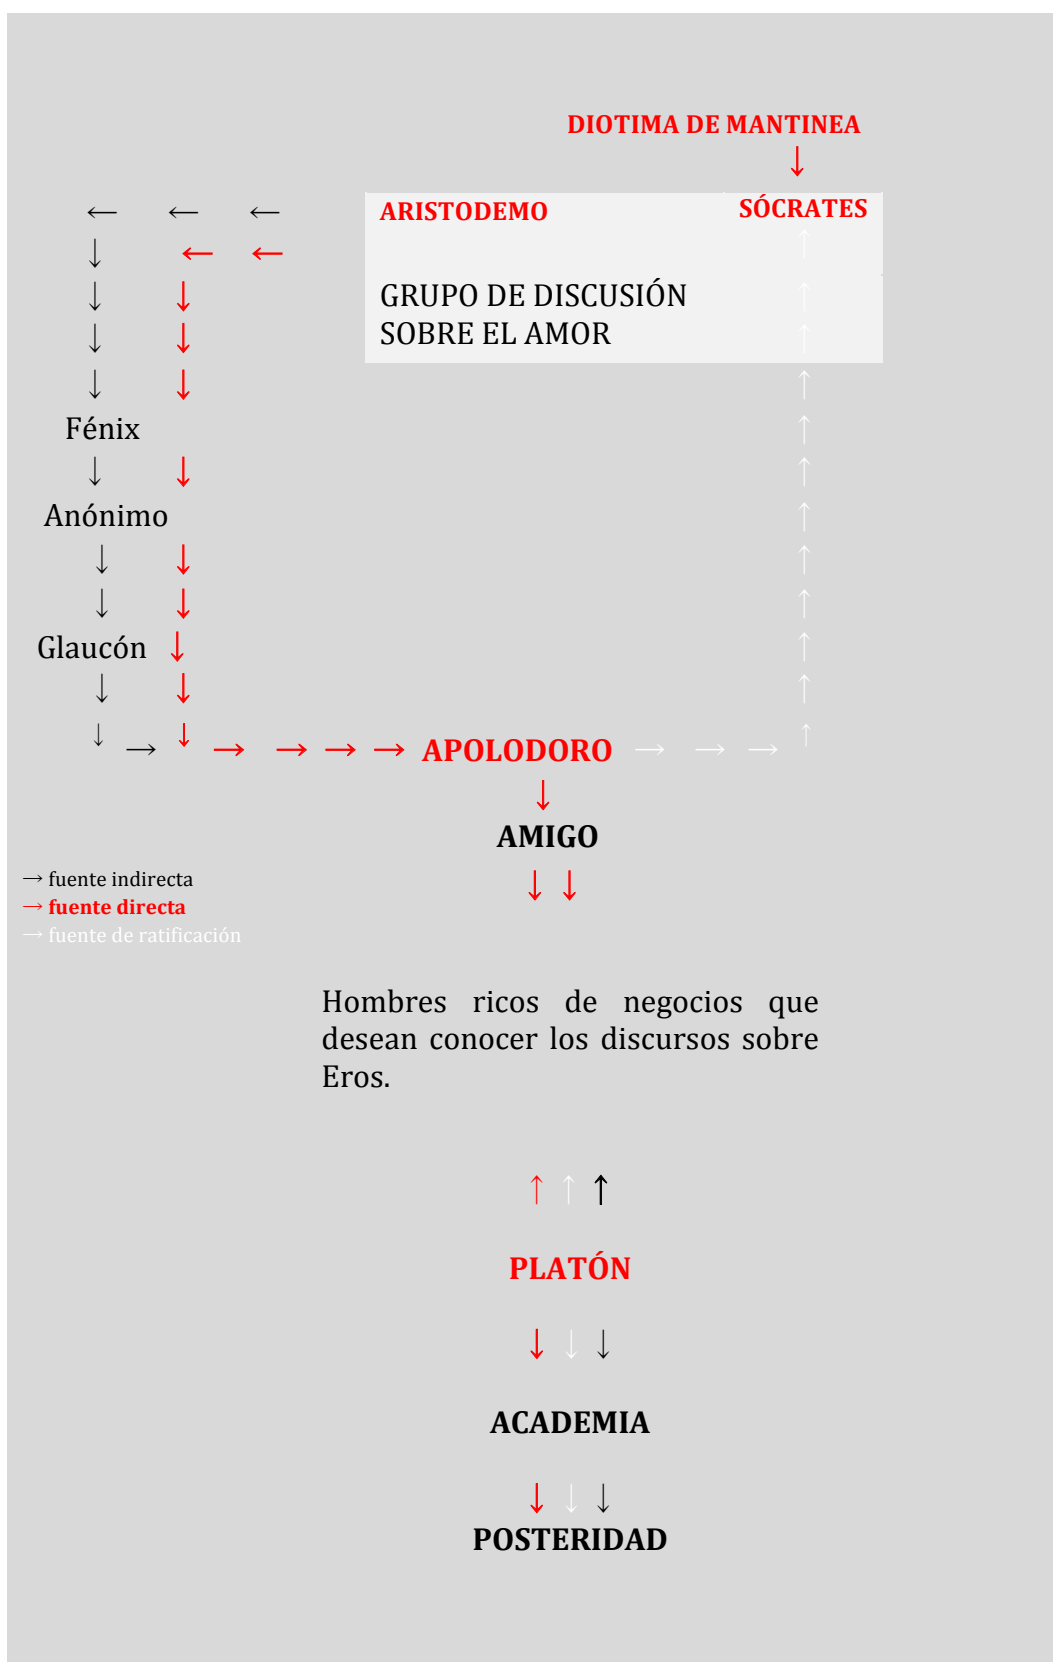 DIOTIMA DE MANTINEA
↓
← ← ← ARISTODEMO SÓCRATES
↓ ← ← ↑
↓ ↓ GRUPO DE DISCUSIÓN ↑
↓ ↓ SOBRE EL AMOR ↑
↓ ↓ ↑
Fénix ↑
↓ ↓ ↑
Anónimo ↑
↓ ↓ ↑
↓ ↓ ↑
Glaucón ↓ ↑
↓ ↓ ↑
↓ → ↓ → → → → APOLODORO → → → ↑
↓
AMIGO
→ fuente indirecta ↓ ↓
→ fuente directa
→ fuente de ratificación
Hombres ricos de negocios que
desean conocer los discursos sobre
Eros.
↑ ↑ ↑
PLATÓN
↓ ↓ ↓
ACADEMIA
↓ ↓ ↓
POSTERIDAD